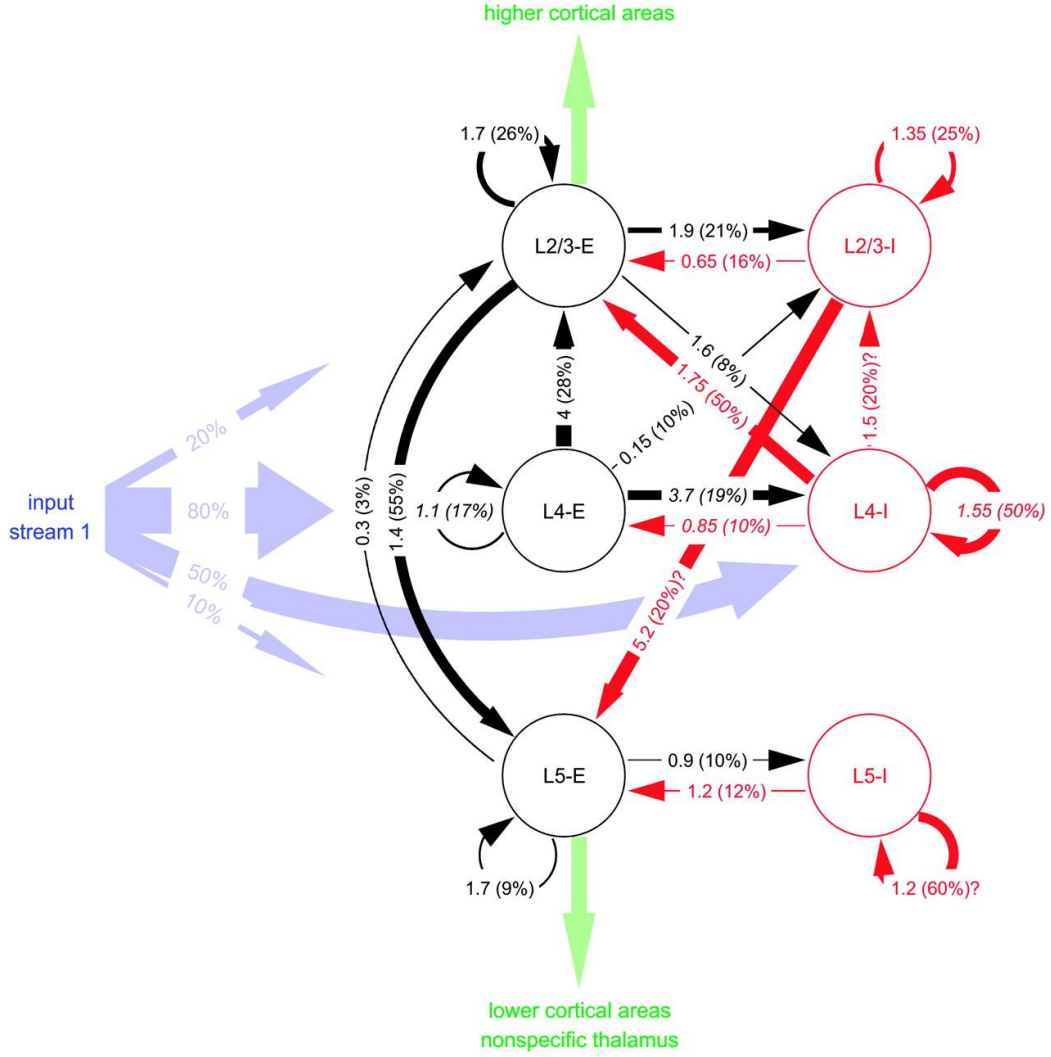 higher cortical areas
1.7 (26%)
1.35 (25%)
L2/3-E
1.9 (21%)
0.65 (16%)
L2/3-I
1.6 (8%)
1.75 (50%)
4 (28%)
0.15 (10%)
1.5 (20%)?
20%
input
stream 1
80%
50%
10%
0.3 (3%)
1.4 (55%)
1.1 (17%)
L4-E
3.7 (19%)
0.85 (10%)
L4-I
1.55 (50%)
5.2 (20%)?
L5-E
0.9 (10%)
1.2 (12%)
L5-I
1.7 (9%)
1.2 (60%)?
lower cortical areas
nonspecific thalamus